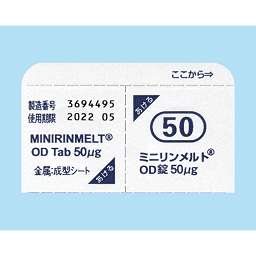 ここから⇒
製造番号 3694495
使用期限 2022 05
MINIRINMELT®
OD Tab 50μg
金属:成型シート
あける
あける
50
ミニリンメルト®
OD錠50μg